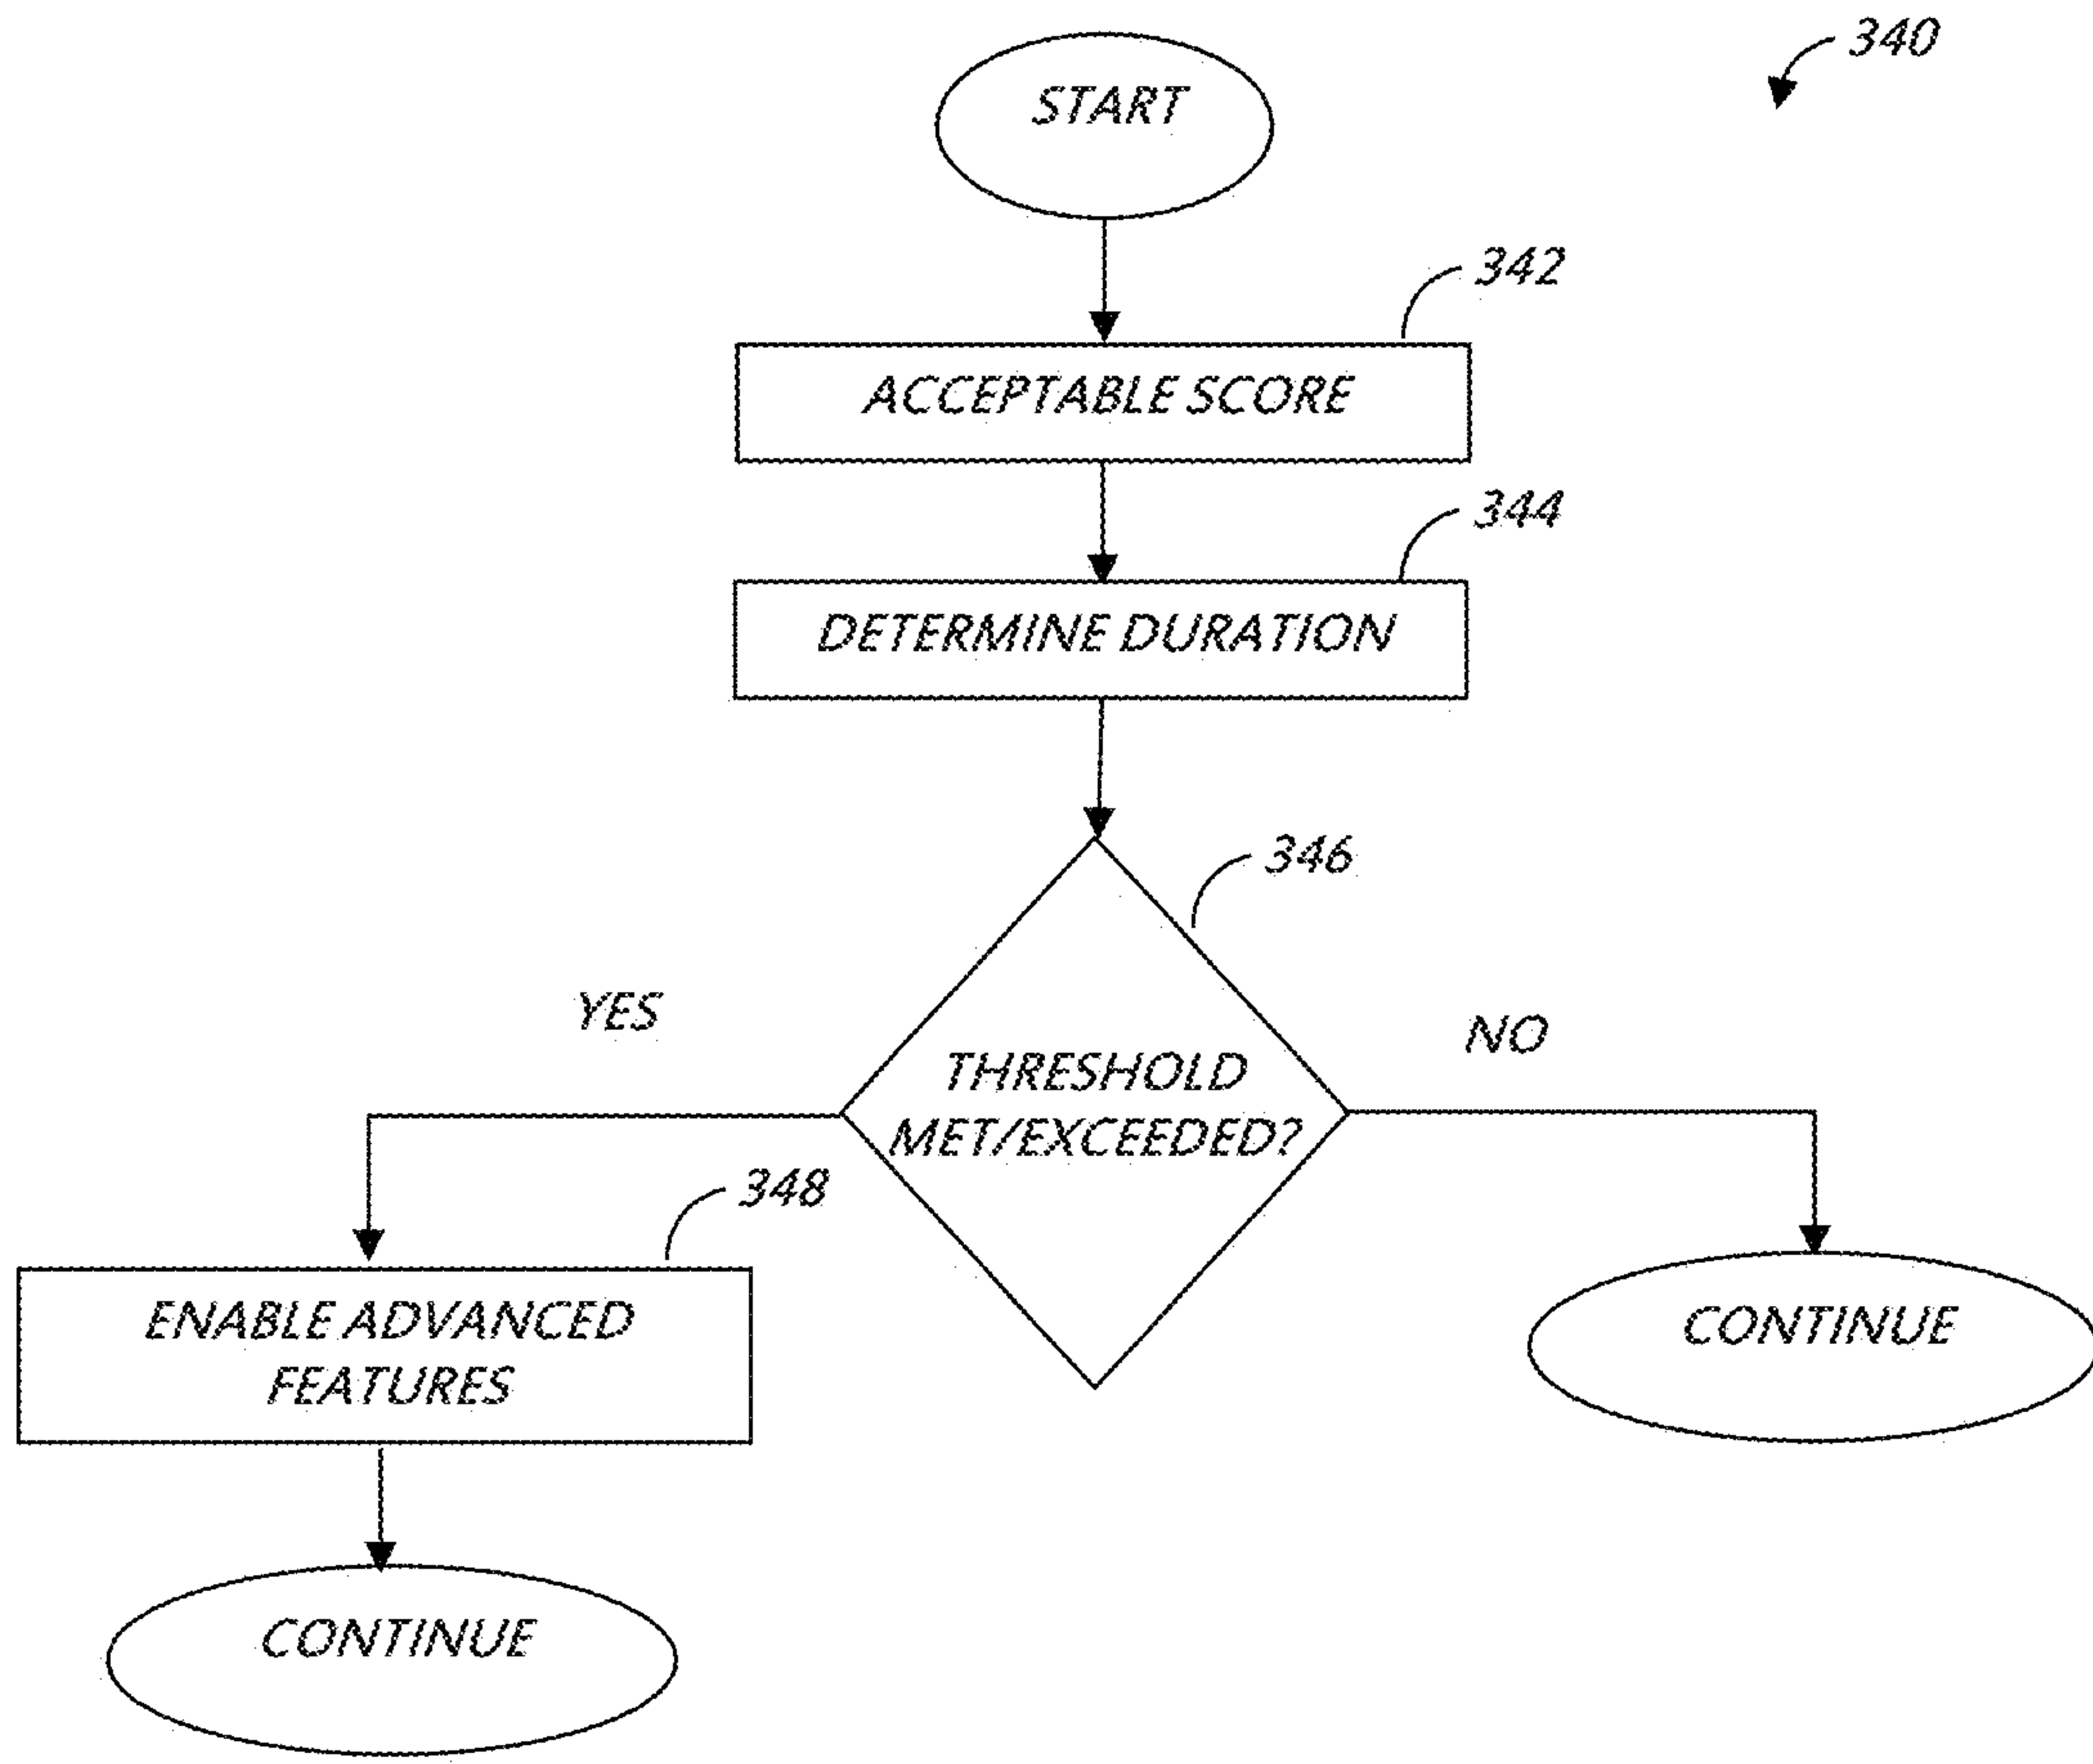 340
START
342
ACCEPTABLE SCORE
344
DETERMINE DURATION
346
YES
NO
THRESHOLD
MET/EXCEEDED?
348
ENABLE ADVANCED
FEATURES
CONTINUE
CONTINUE